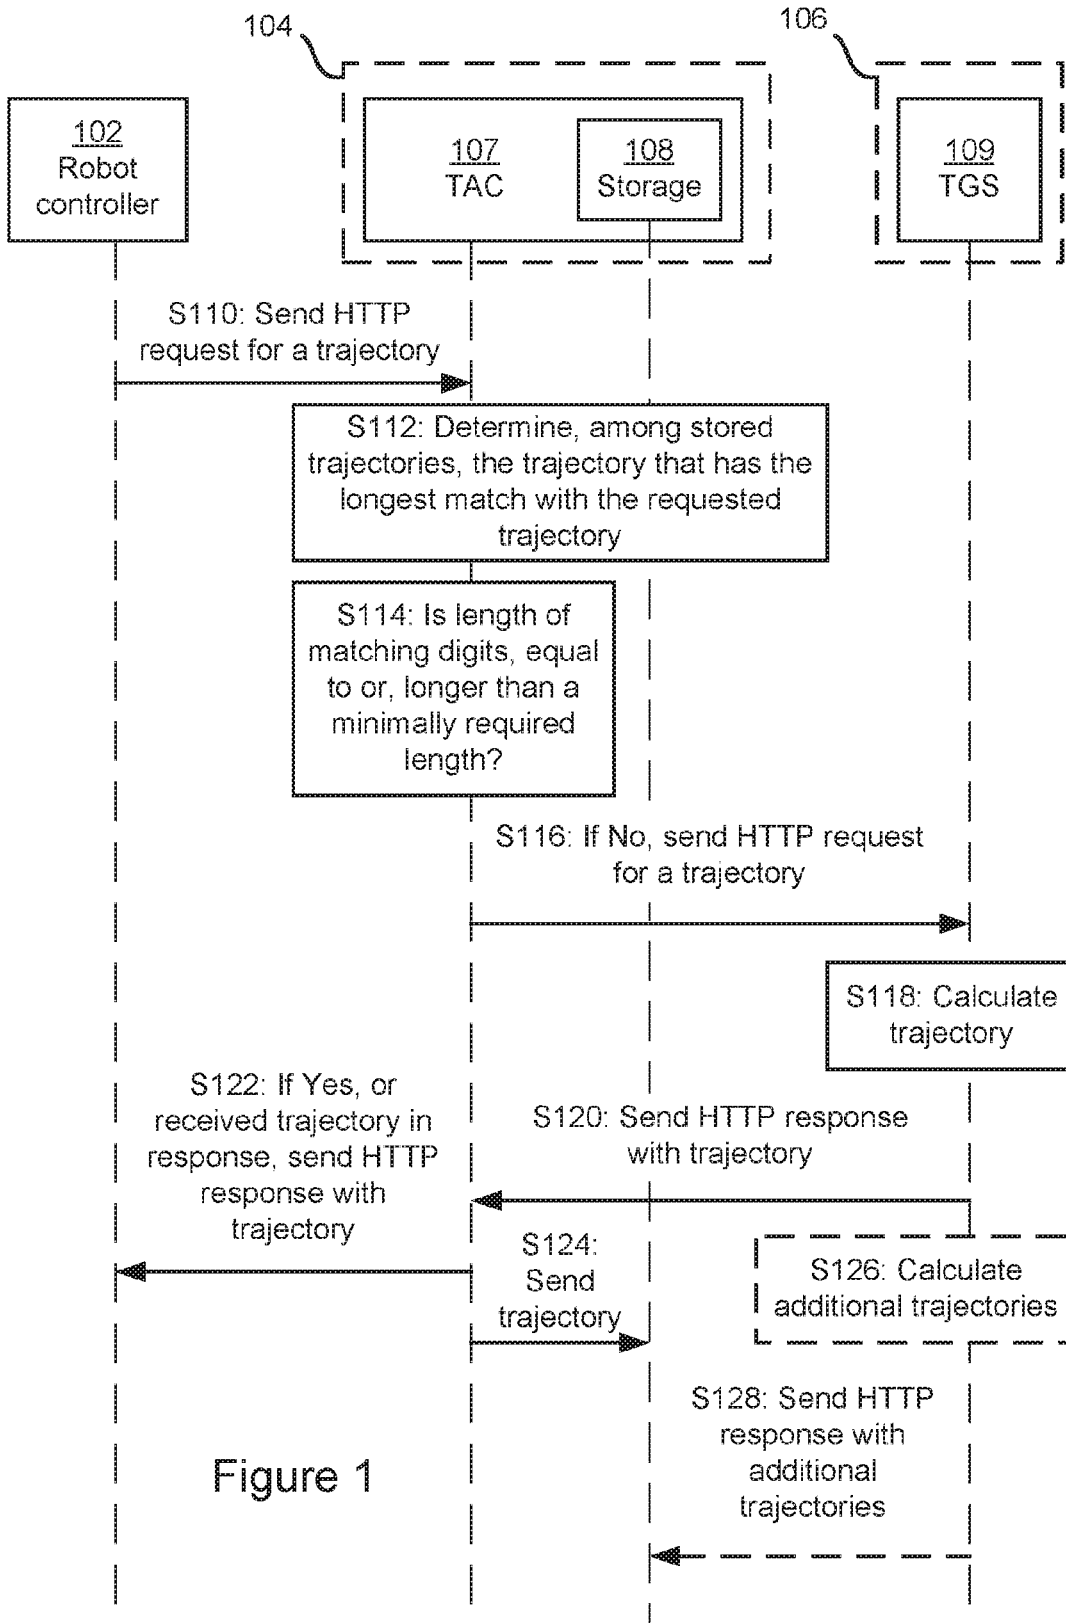 104
106
102
Robot
controller
107
TAC
108
Storage
109
TGS
S110: Send HTTP
request for a trajectory
S112: Determine, among stored
trajectories, the trajectory that has the
longest match with the requested
trajectory
S114: Is length of
matching digits, equal
to or, longer than a
minimally required
length?
S116: If No, send HTTP request
for a trajectory
S118: Calculate
trajectory
S122: If Yes, or
received trajectory in
response, send HTTP
response with
trajectory
S120: Send HTTP response
with trajectory
S124:
Send
trajectory
S126: Calculate
additional trajectories
S128: Send HTTP
response with
additional
trajectories
Figure 1